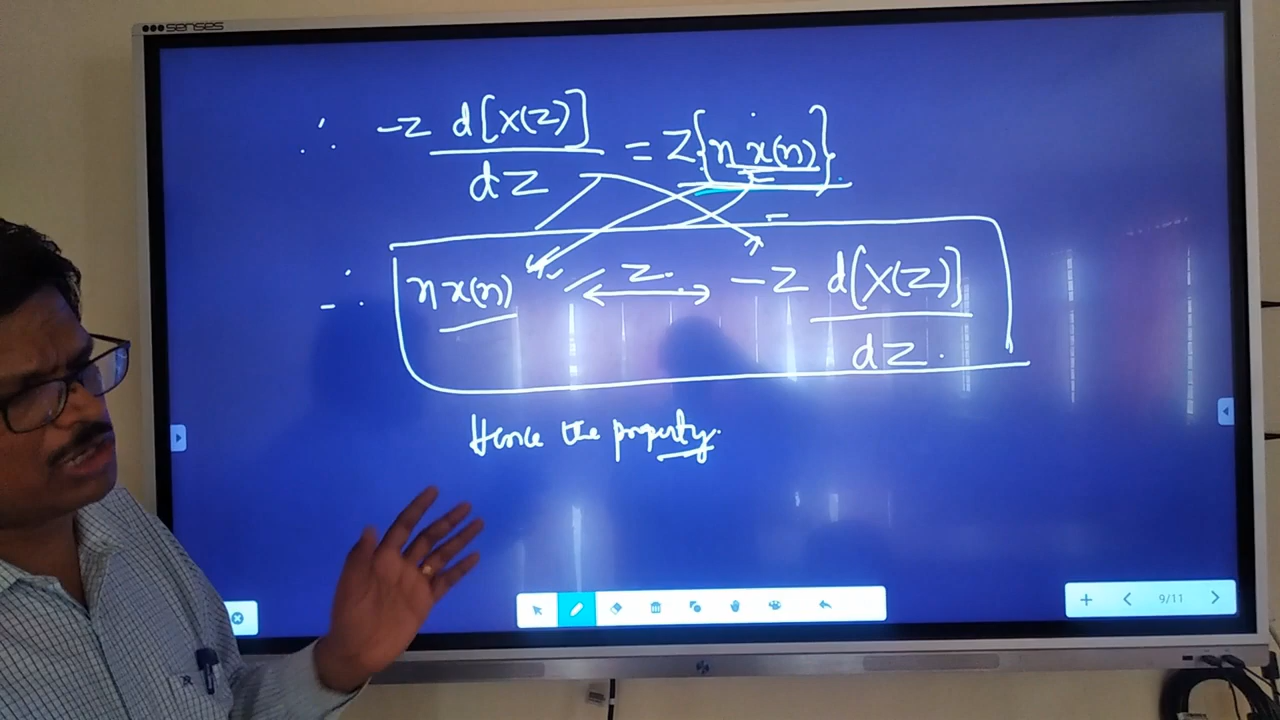 senses
∴ -z d[X(z)] / dz = Z{n x(n)}
∴ n x(n) ⟷ z -z d[X(z)] / dz
Hence the property.
9/11